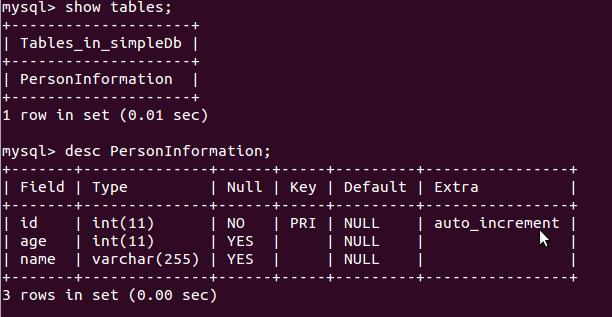 mysql> show tables;
+--------------------+
| Tables_in_simpleDb |
+--------------------+
| PersonInformation  |
+--------------------+
1 row in set (0.01 sec)
mysql> desc PersonInformation;
+-------+--------------+------+-----+---------+----------------+
| Field | Type         | Null | Key | Default | Extra          |
+-------+--------------+------+-----+---------+----------------+
| id    | int(11)      | NO   | PRI | NULL    | auto_increment |
| age   | int(11)      | YES  |     | NULL    |                |
| name  | varchar(255) | YES  |     | NULL    |                |
+-------+--------------+------+-----+---------+----------------+
3 rows in set (0.00 sec)